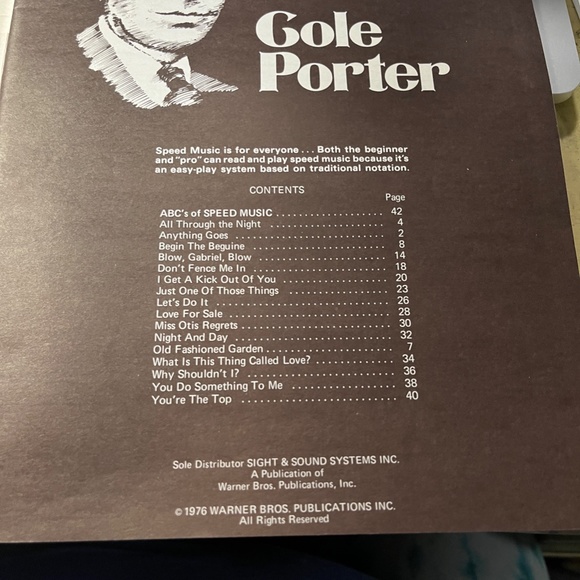 Cole
Porter
Speed Music is for everyone . . . Both the beginner
and "pro" can read and play speed music because it's
an easy-play system based on traditional notation.
CONTENTS
Page
ABC's of SPEED MUSIC . . . . . . . . . . . . . . . . . . . 42
All Through the Night . . . . . . . . . . . . . . . . . . . . 4
Anything Goes . . . . . . . . . . . . . . . . . . . . . . . . . 2
Begin The Beguine . . . . . . . . . . . . . . . . . . . . . . . 8
Blow, Gabriel, Blow . . . . . . . . . . . . . . . . . . . . . 14
Don't Fence Me In . . . . . . . . . . . . . . . . . . . . . . 18
I Get A Kick Out Of You . . . . . . . . . . . . . . . . . . 20
Just One Of Those Things . . . . . . . . . . . . . . . . . 23
Let's Do It . . . . . . . . . . . . . . . . . . . . . . . . . . . 26
Love For Sale . . . . . . . . . . . . . . . . . . . . . . . . . 28
Miss Otis Regrets . . . . . . . . . . . . . . . . . . . . . . . 30
Night And Day . . . . . . . . . . . . . . . . . . . . . . . . 32
Old Fashioned Garden . . . . . . . . . . . . . . . . . . . . 7
What Is This Thing Called Love? . . . . . . . . . . . . . 34
Why Shouldn't I? . . . . . . . . . . . . . . . . . . . . . . . 36
You Do Something To Me . . . . . . . . . . . . . . . . . 38
You're The Top . . . . . . . . . . . . . . . . . . . . . . . . 40
Sole Distributor SIGHT & SOUND SYSTEMS INC.
A Publication of
Warner Bros. Publications, Inc.
© 1976 WARNER BROS. PUBLICATIONS INC.
All Rights Reserved